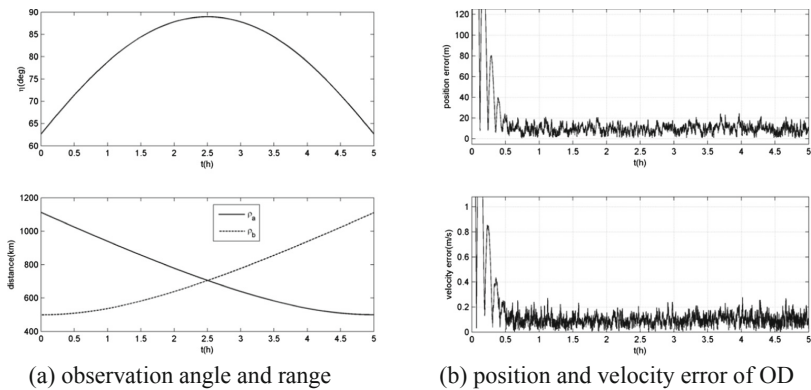 90
85
80
75
70
65
60
η(deg)
0 0.5 1 1.5 2 2.5 3 3.5 4 4.5 5
t(h)
1200
1000
800
600
400
distance(km)
ρa
ρb
0 0.5 1 1.5 2 2.5 3 3.5 4 4.5 5
t(h)
(a) observation angle and range
120
100
80
60
40
20
0
position error(m)
0 0.5 1 1.5 2 2.5 3 3.5 4 4.5 5
t(h)
1
0.8
0.6
0.4
0.2
0
velocity error(m/s)
0 0.5 1 1.5 2 2.5 3 3.5 4 4.5 5
t(h)
(b) position and velocity error of OD